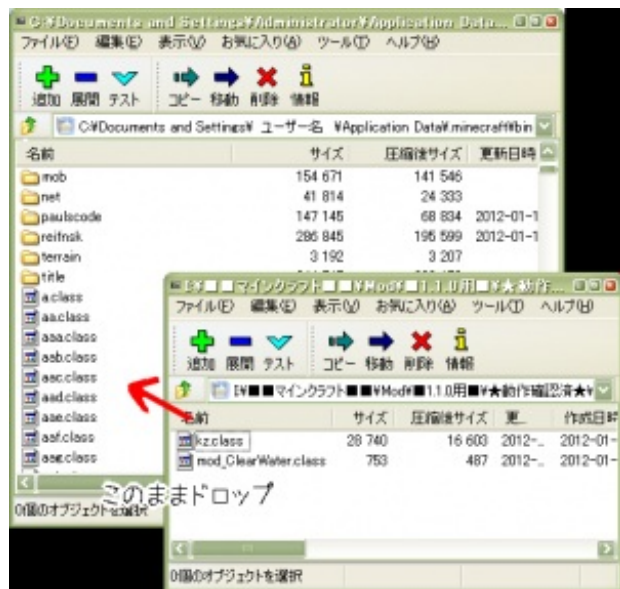 C:¥Documents and Settings¥Administrator¥Application Data...
ファイル(F) 編集(E) 表示(V) お気に入り(A) ツール(T) ヘルプ(H)
追加 展開 テスト コピー 移動 削除 情報
C:¥Documents and Settings¥ ユーザー名 ¥Application Data¥.minecraft¥bin
名前 サイズ 圧縮後サイズ 更新日時
mob 154 671 141 546
net 41 814 24 333
paulscode 147 145 68 834 2012-01-1
reifnsk 286 845 195 599 2012-01-1
terrain 3 192 3 207
title
a.class
aa.class
aaa.class
aab.class
aac.class
aad.class
aae.class
aaf.class
aag.class
0個のオブジェクトを選択
E:¥■■マインクラフト■■¥Mod¥■1.1.0用■¥★動作...
ファイル(F) 編集(E) 表示(V) お気に入り(A) ツール(T) ヘルプ(H)
追加 展開 テスト コピー 移動 削除 情報
E:¥■■マインクラフト■■¥Mod¥■1.1.0用■¥★動作確認済★¥
名前 サイズ 圧縮後サイズ 更... 作成日時
kz.class 28 740 16 603 2012-... 2012-01-
mod_ClearWater.class 753 487 2012-... 2012-01-
このままドロップ
0個のオブジェクトを選択